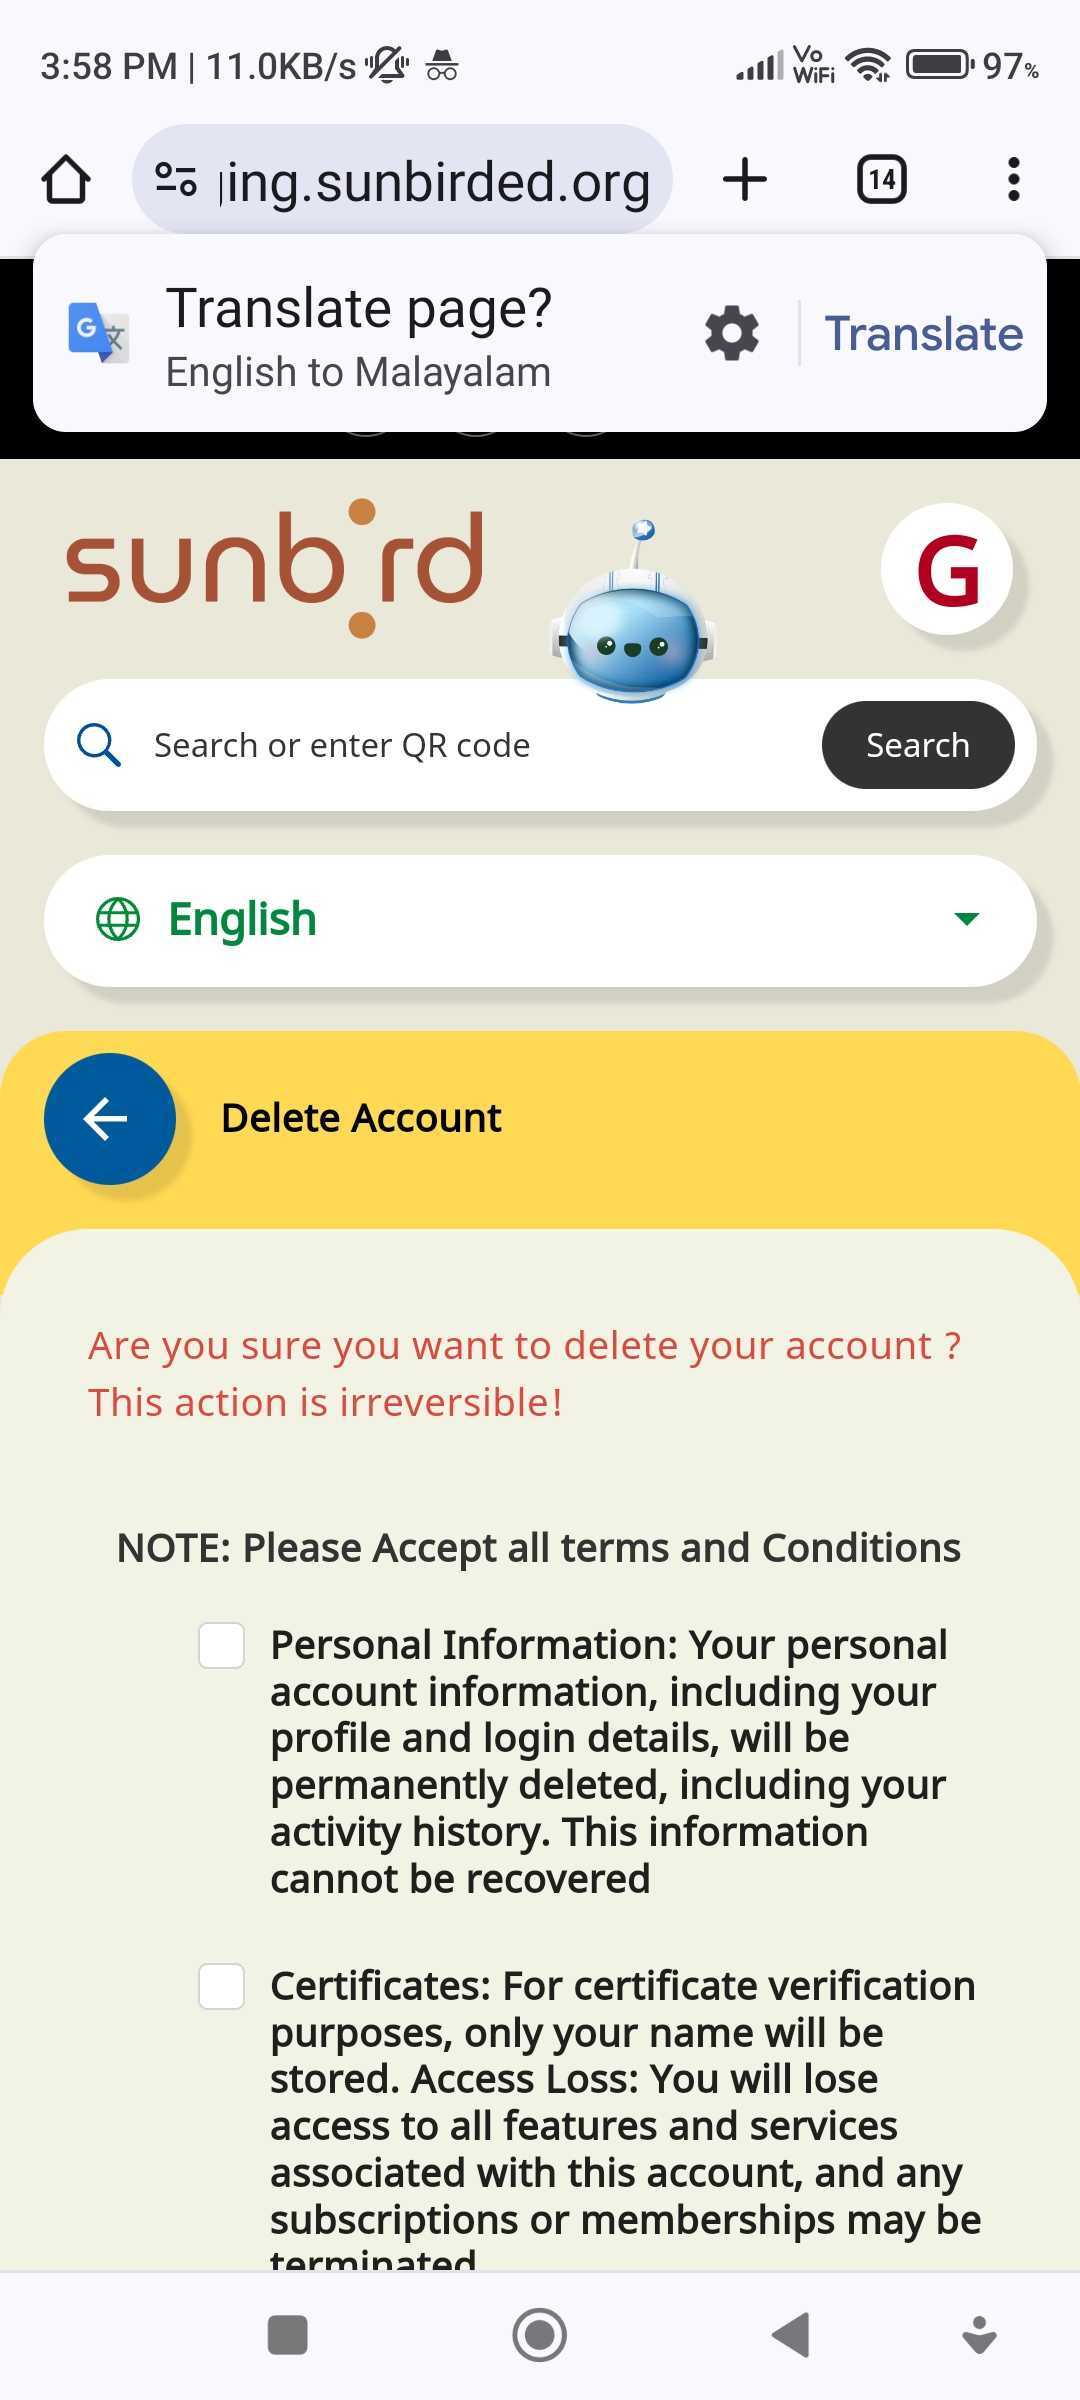 3:58 PM | 11.0KB/s
Vo WiFi
97%
ing.sunbirded.org
14
Translate page?
English to Malayalam
Translate
sunbird
G
Search or enter QR code
Search
English
Delete Account
Are you sure you want to delete your account ?
This action is irreversible!
NOTE: Please Accept all terms and Conditions
Personal Information: Your personal
account information, including your
profile and login details, will be
permanently deleted, including your
activity history. This information
cannot be recovered
Certificates: For certificate verification
purposes, only your name will be
stored. Access Loss: You will lose
access to all features and services
associated with this account, and any
subscriptions or memberships may be
terminated